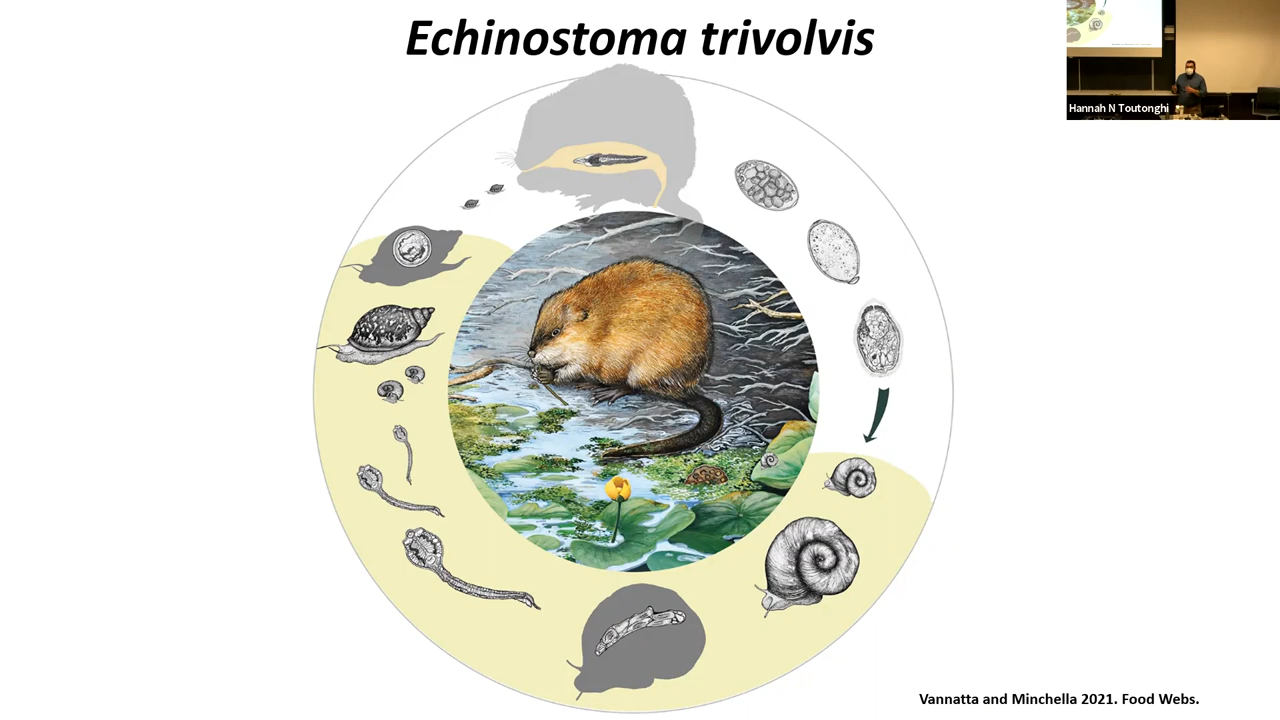 Echinostoma trivolvis
Hannah N Toutonghi
Vannatta and Minchella 2021. Food Webs.